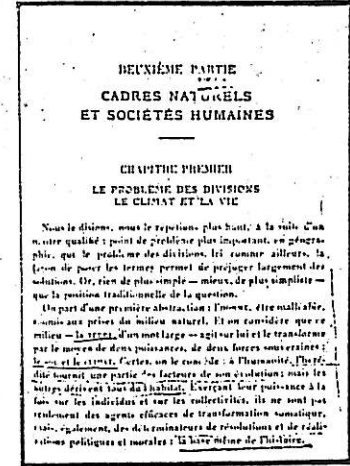 DEUXIÈME PARTIE
CADRES NATURELS
ET SOCIÉTÉS HUMAINES
CHAPITRE PREMIER
LE PROBLÈME DES DIVISIONS
LE CLIMAT ET LA VIE
Nous le disions, nous le répétions plus haut, à la suite d'un
maître qualifié : point de problème plus important, en géogra-
phie, que le problème des divisions. Ici comme ailleurs, la
façon de poser les termes permet de préjuger largement des
solutions. Or, rien de plus simple — mieux, de plus simpliste —
que la position traditionnelle de la question.
On part d'une première abstraction : l'homme, être malléable,
soumis aux prises du milieu naturel. Et on considère que ce
milieu — la terre, d'un mot large — agit sur lui et le transforme
par le moyen de deux puissances, de deux forces souveraines :
le sol et le climat. Certes, on le concède : à l'humanité, l'héré-
dité fournit une partie des facteurs de son évolution ; mais les
autres dérivent tous du l'habitat. Exerçant leur puissance à la
fois sur les individus et sur les collectivités, ils ne sont pas
seulement des agents efficaces de transformation somatique,
mais, également, des déterminateurs de résolutions et de réali-
sations politiques et morales : la base même de l'histoire.